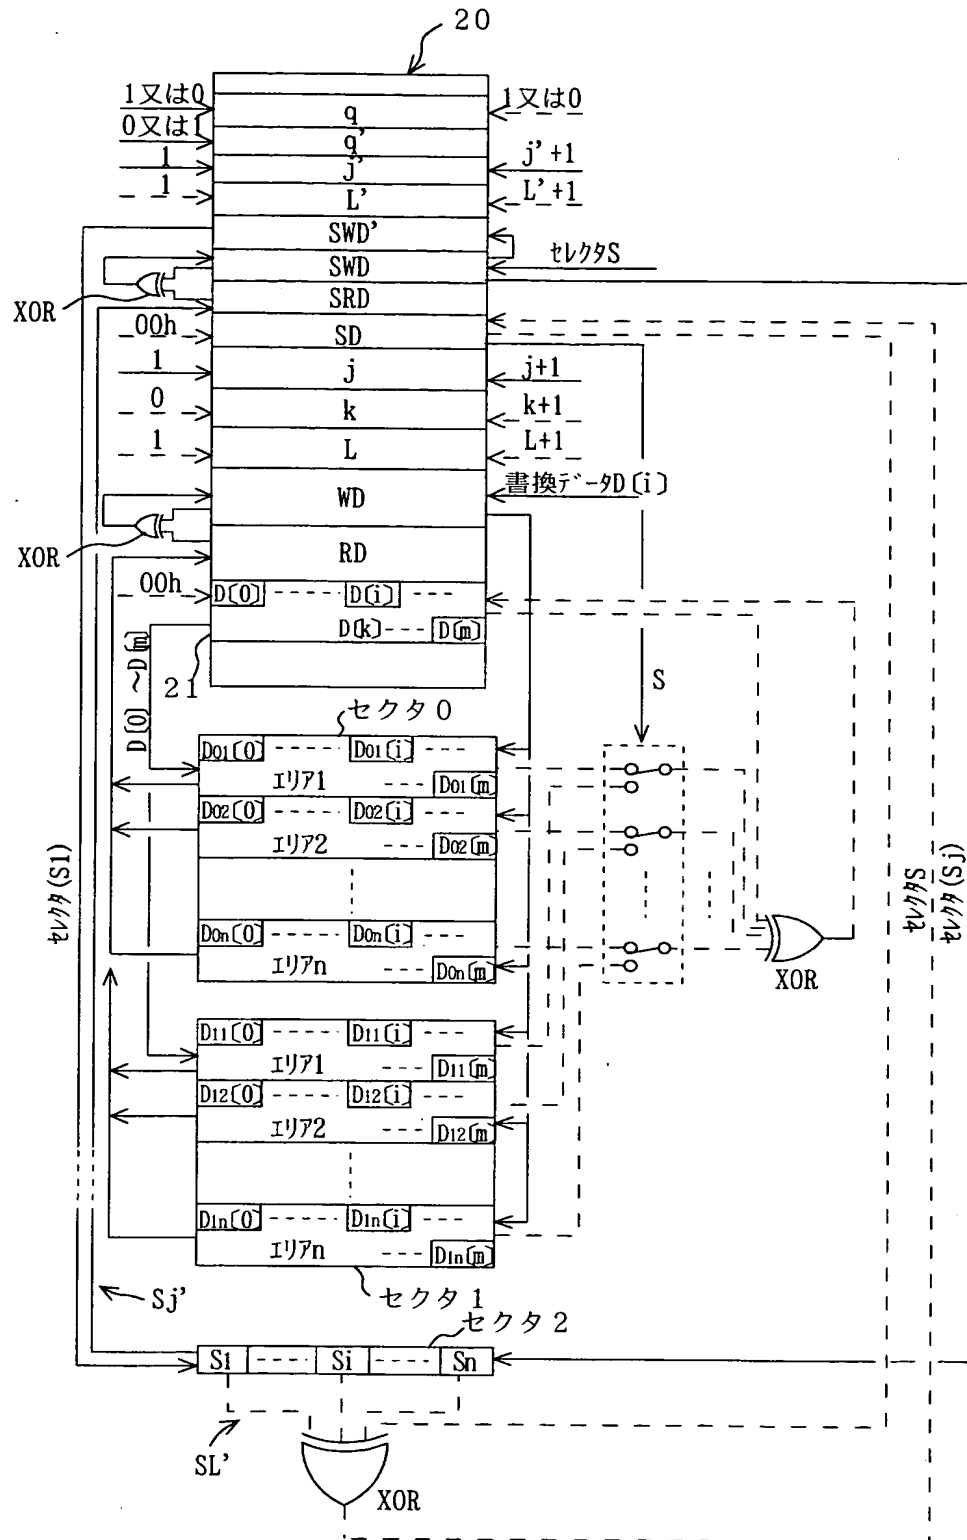 20
1又は0
q
1又は0
0又は1
q'
1
j'
j'+1
1
L'
L'+1
SWD'
SWD
セレクタS
XOR
SRD
00h
SD
1
j
j+1
0
k
k+1
1
L
L+1
WD
書換データD[i]
XOR
RD
00h
D[0]
D[i]
D[k]
D[m]
21
D[0] ~D[m]
S
セクタ0
D01[0]
D01[i]
エリア1
D01[m]
D02[0]
D02[i]
エリア2
D02[m]
D0n[0]
D0n[i]
エリアn
D0n[m]
XOR
セレクタ(S1)
セレクタS
セレクタ(Sj)
D11[0]
D11[i]
エリア1
D11[m]
D12[0]
D12[i]
エリア2
D12[m]
D1n[0]
D1n[i]
エリアn
D1n[m]
Sj'
セクタ1
セクタ2
S1
Si
Sn
SL'
XOR